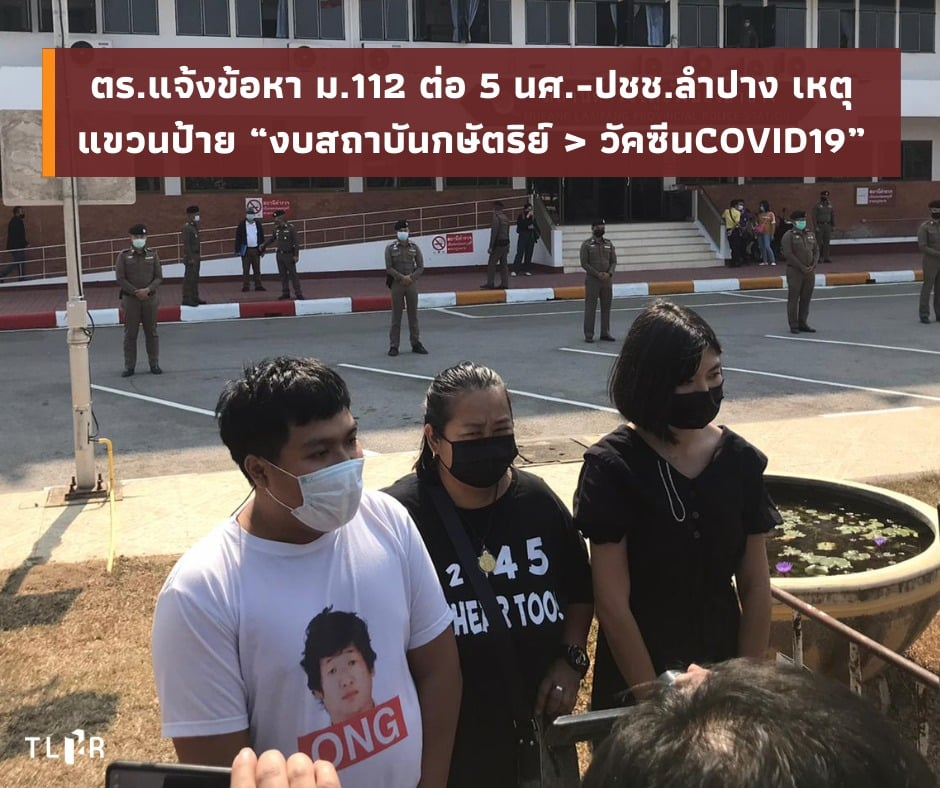 ตร.แจ้งข้อหา ม.112 ต่อ 5 นศ.-ปชช.ลำปาง เหตุ
แขวนป้าย “งบสถาบันกษัตริย์ > วัคซีนCOVID19”
2 45
HEAR TOO!
ONG
TLHR